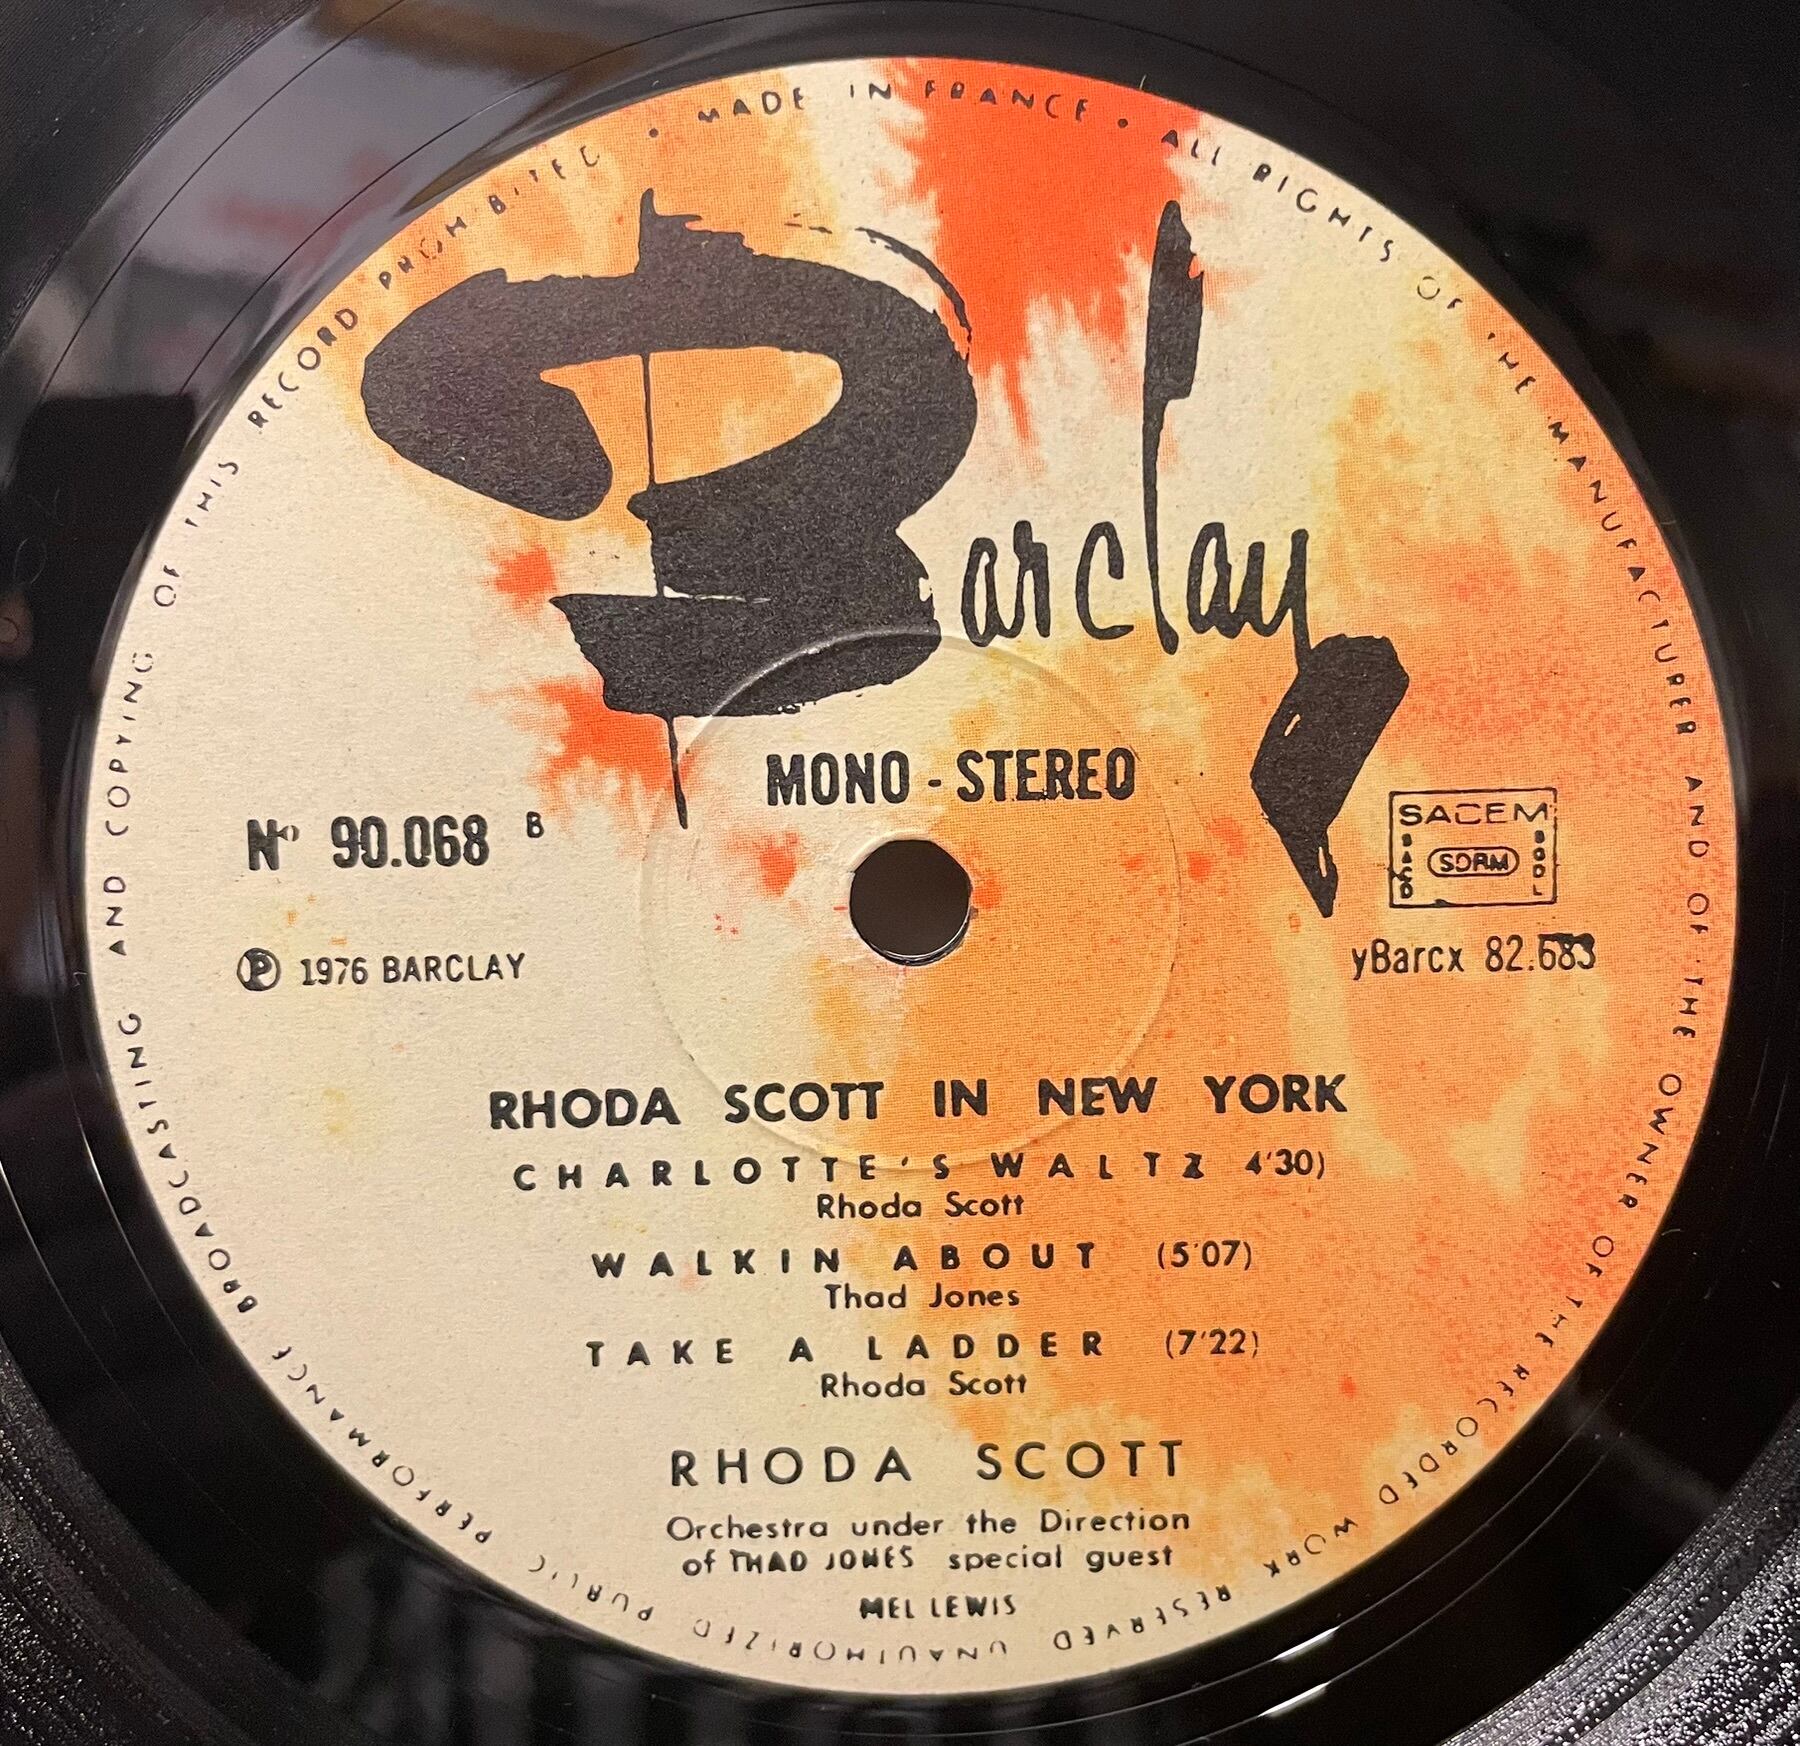 MADE IN FRANCE • ALL RIGHTS OF THE MANUFACTURER AND OF THE OWNER OF THE RECORDED WORK RESERVED UNAUTHORIZED PUBLIC PERFORMANCE BROADCASTING AND COPYING OF THIS RECORD PROHIBITED •
Barclay
MONO - STEREO
N° 90.068 B
SACEM
SACD SDRM SGDL
℗ 1976 BARCLAY
yBarcx 82.683
RHODA SCOTT IN NEW YORK
CHARLOTTE'S WALTZ 4'30)
Rhoda Scott
WALKIN ABOUT (5'07)
Thad Jones
TAKE A LADDER (7'22)
Rhoda Scott
RHODA SCOTT
Orchestra under the Direction
of THAD JONES special guest
MEL LEWIS